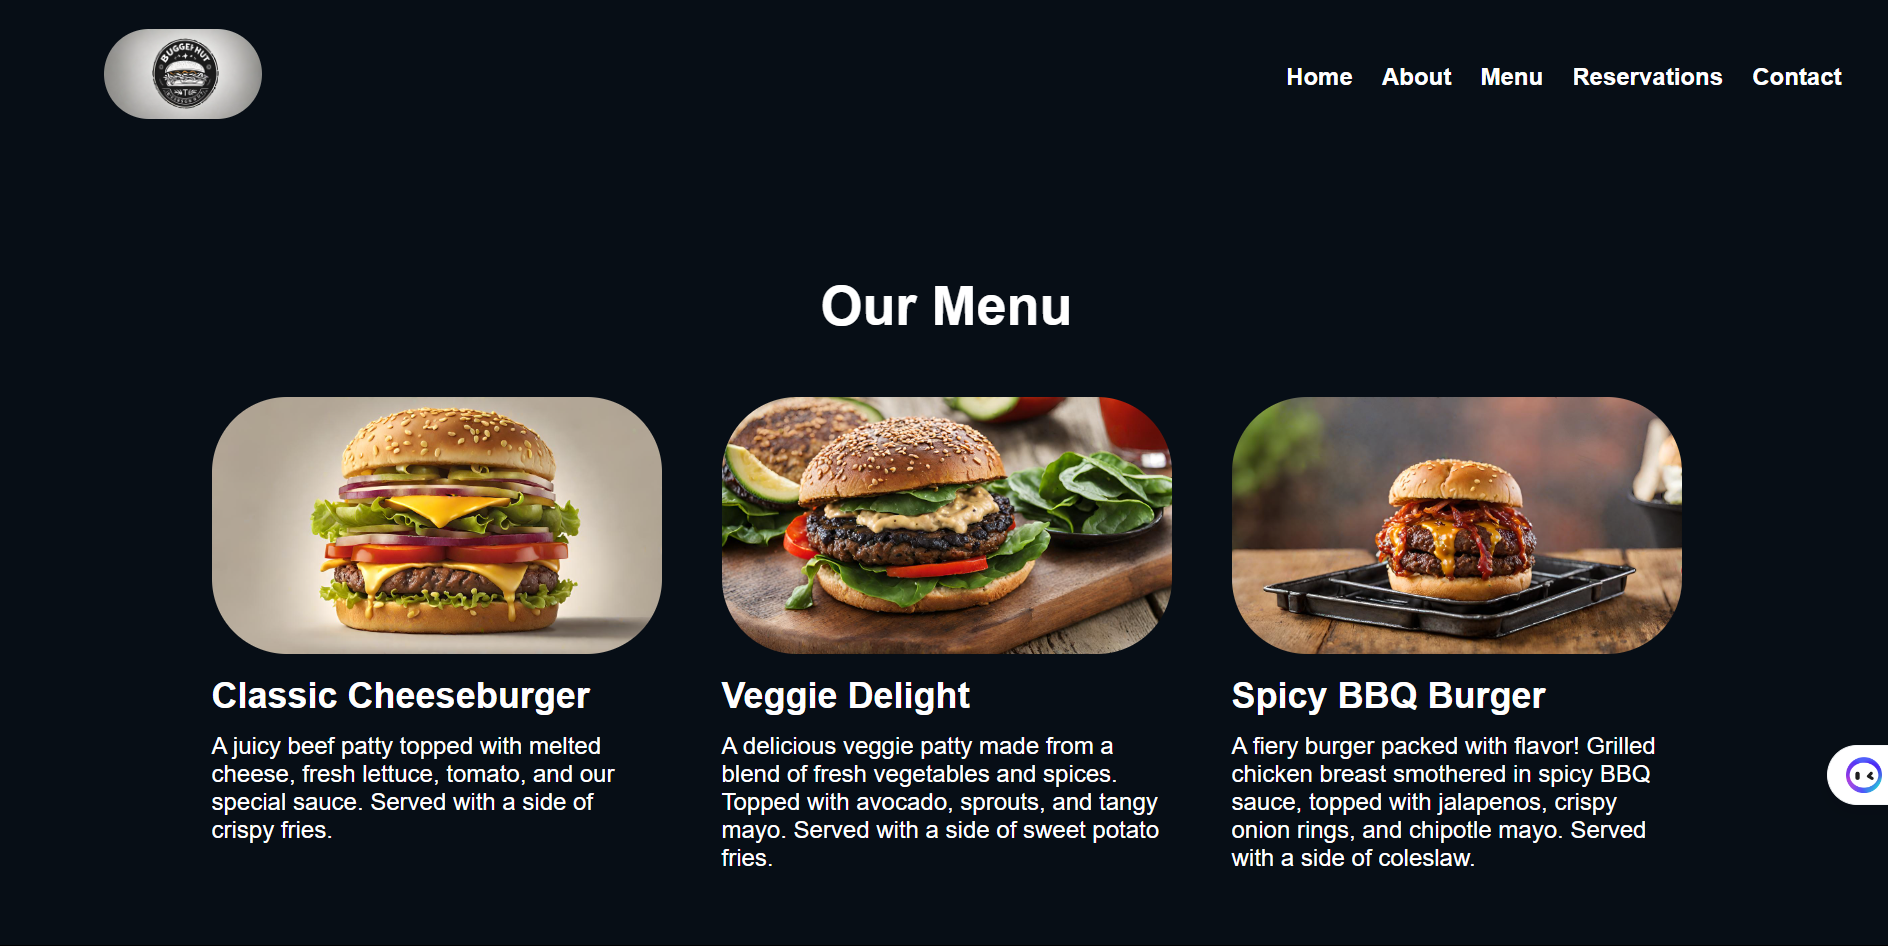 BUGGER HUT
Home About Menu Reservations Contact
Our Menu
Classic Cheeseburger
A juicy beef patty topped with melted
cheese, fresh lettuce, tomato, and our
special sauce. Served with a side of
crispy fries.
Veggie Delight
A delicious veggie patty made from a
blend of fresh vegetables and spices.
Topped with avocado, sprouts, and tangy
mayo. Served with a side of sweet potato
fries.
Spicy BBQ Burger
A fiery burger packed with flavor! Grilled
chicken breast smothered in spicy BBQ
sauce, topped with jalapenos, crispy
onion rings, and chipotle mayo. Served
with a side of coleslaw.